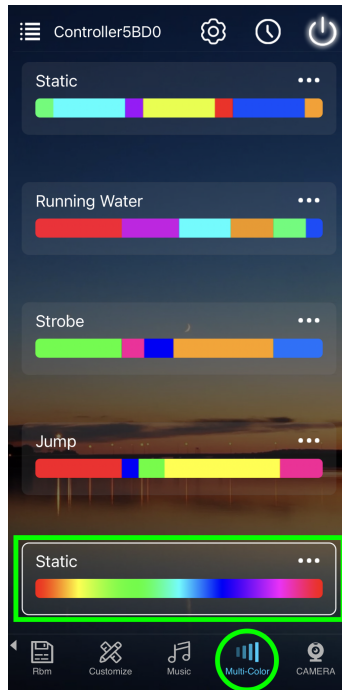 Controller5BD0
Static
Running Water
Strobe
Jump
Static
Rbm Customize Music Multi-Color CAMERA